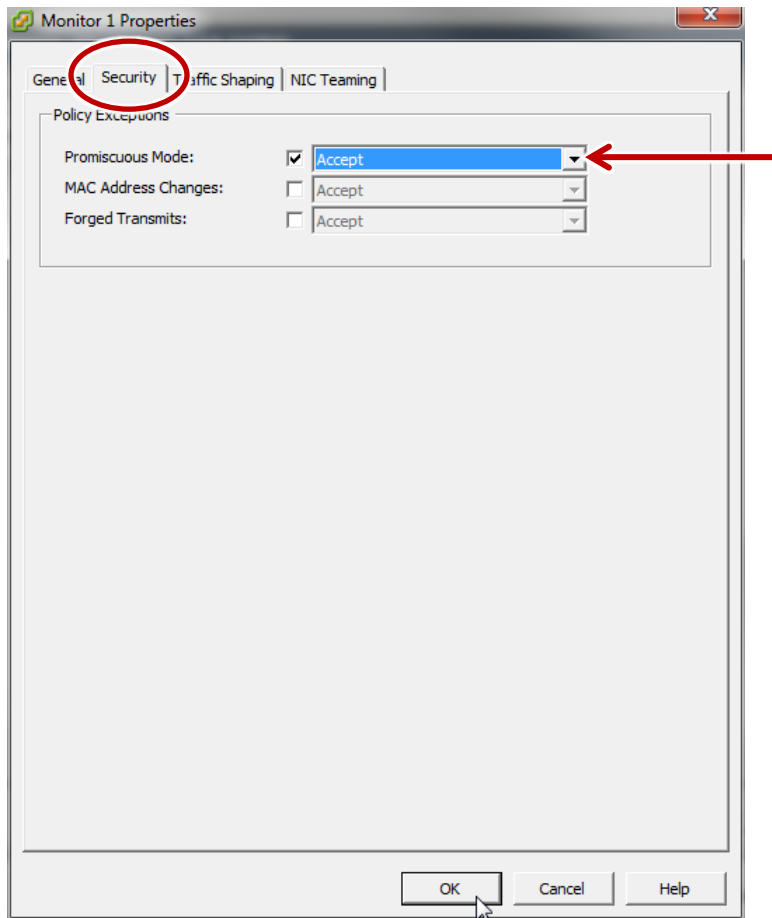 Monitor 1 Properties
General Security Traffic Shaping NIC Teaming
Policy Exceptions
Promiscuous Mode: Accept
MAC Address Changes: Accept
Forged Transmits: Accept
OK Cancel Help